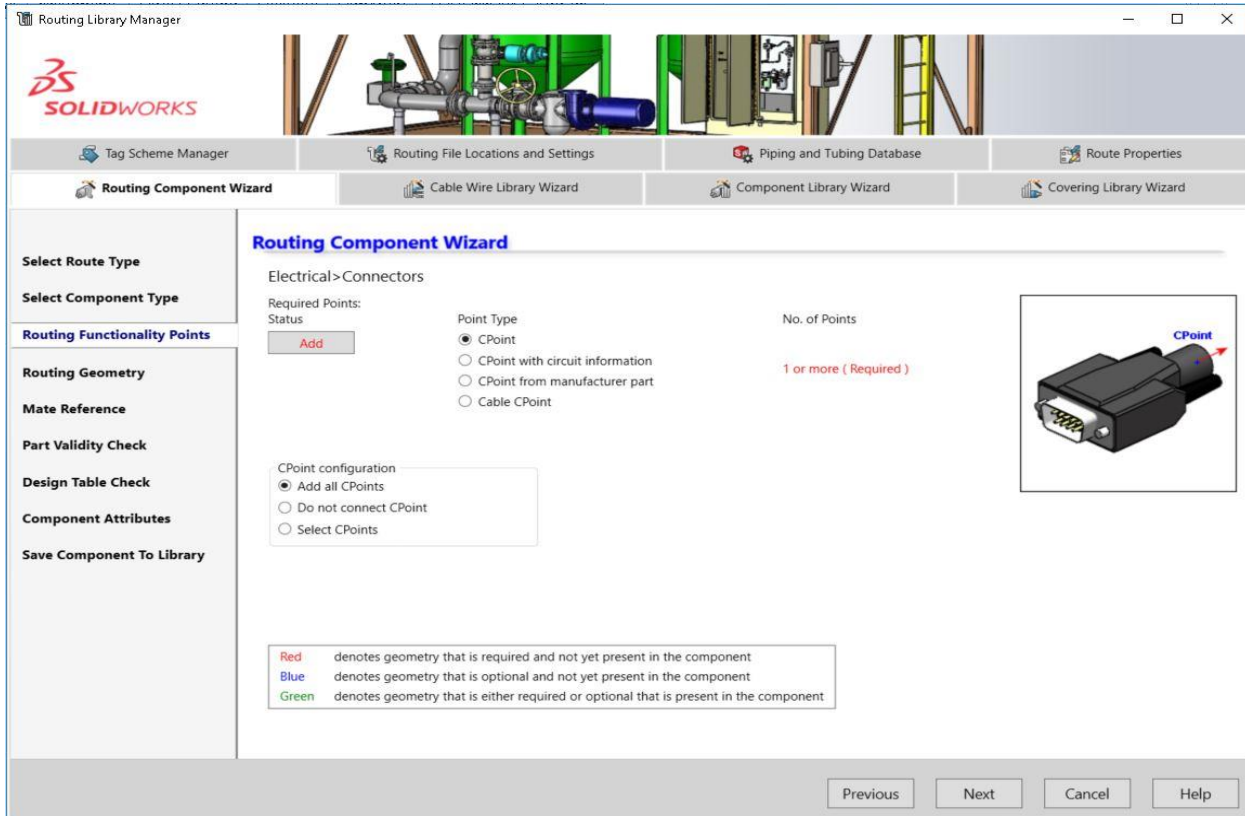 Routing Library Manager
SOLIDWORKS
Tag Scheme Manager
Routing File Locations and Settings
Piping and Tubing Database
Route Properties
Routing Component Wizard
Cable Wire Library Wizard
Component Library Wizard
Covering Library Wizard
Select Route Type
Select Component Type
Routing Functionality Points
Routing Geometry
Mate Reference
Part Validity Check
Design Table Check
Component Attributes
Save Component To Library
Routing Component Wizard
Electrical>Connectors
Required Points:
Status Point Type No. of Points
Add
CPoint
CPoint with circuit information
CPoint from manufacturer part
Cable CPoint
1 or more ( Required )
CPoint
CPoint configuration
Add all CPoints
Do not connect CPoint
Select CPoints
Red denotes geometry that is required and not yet present in the component
Blue denotes geometry that is optional and not yet present in the component
Green denotes geometry that is either required or optional that is present in the component
Previous Next Cancel Help